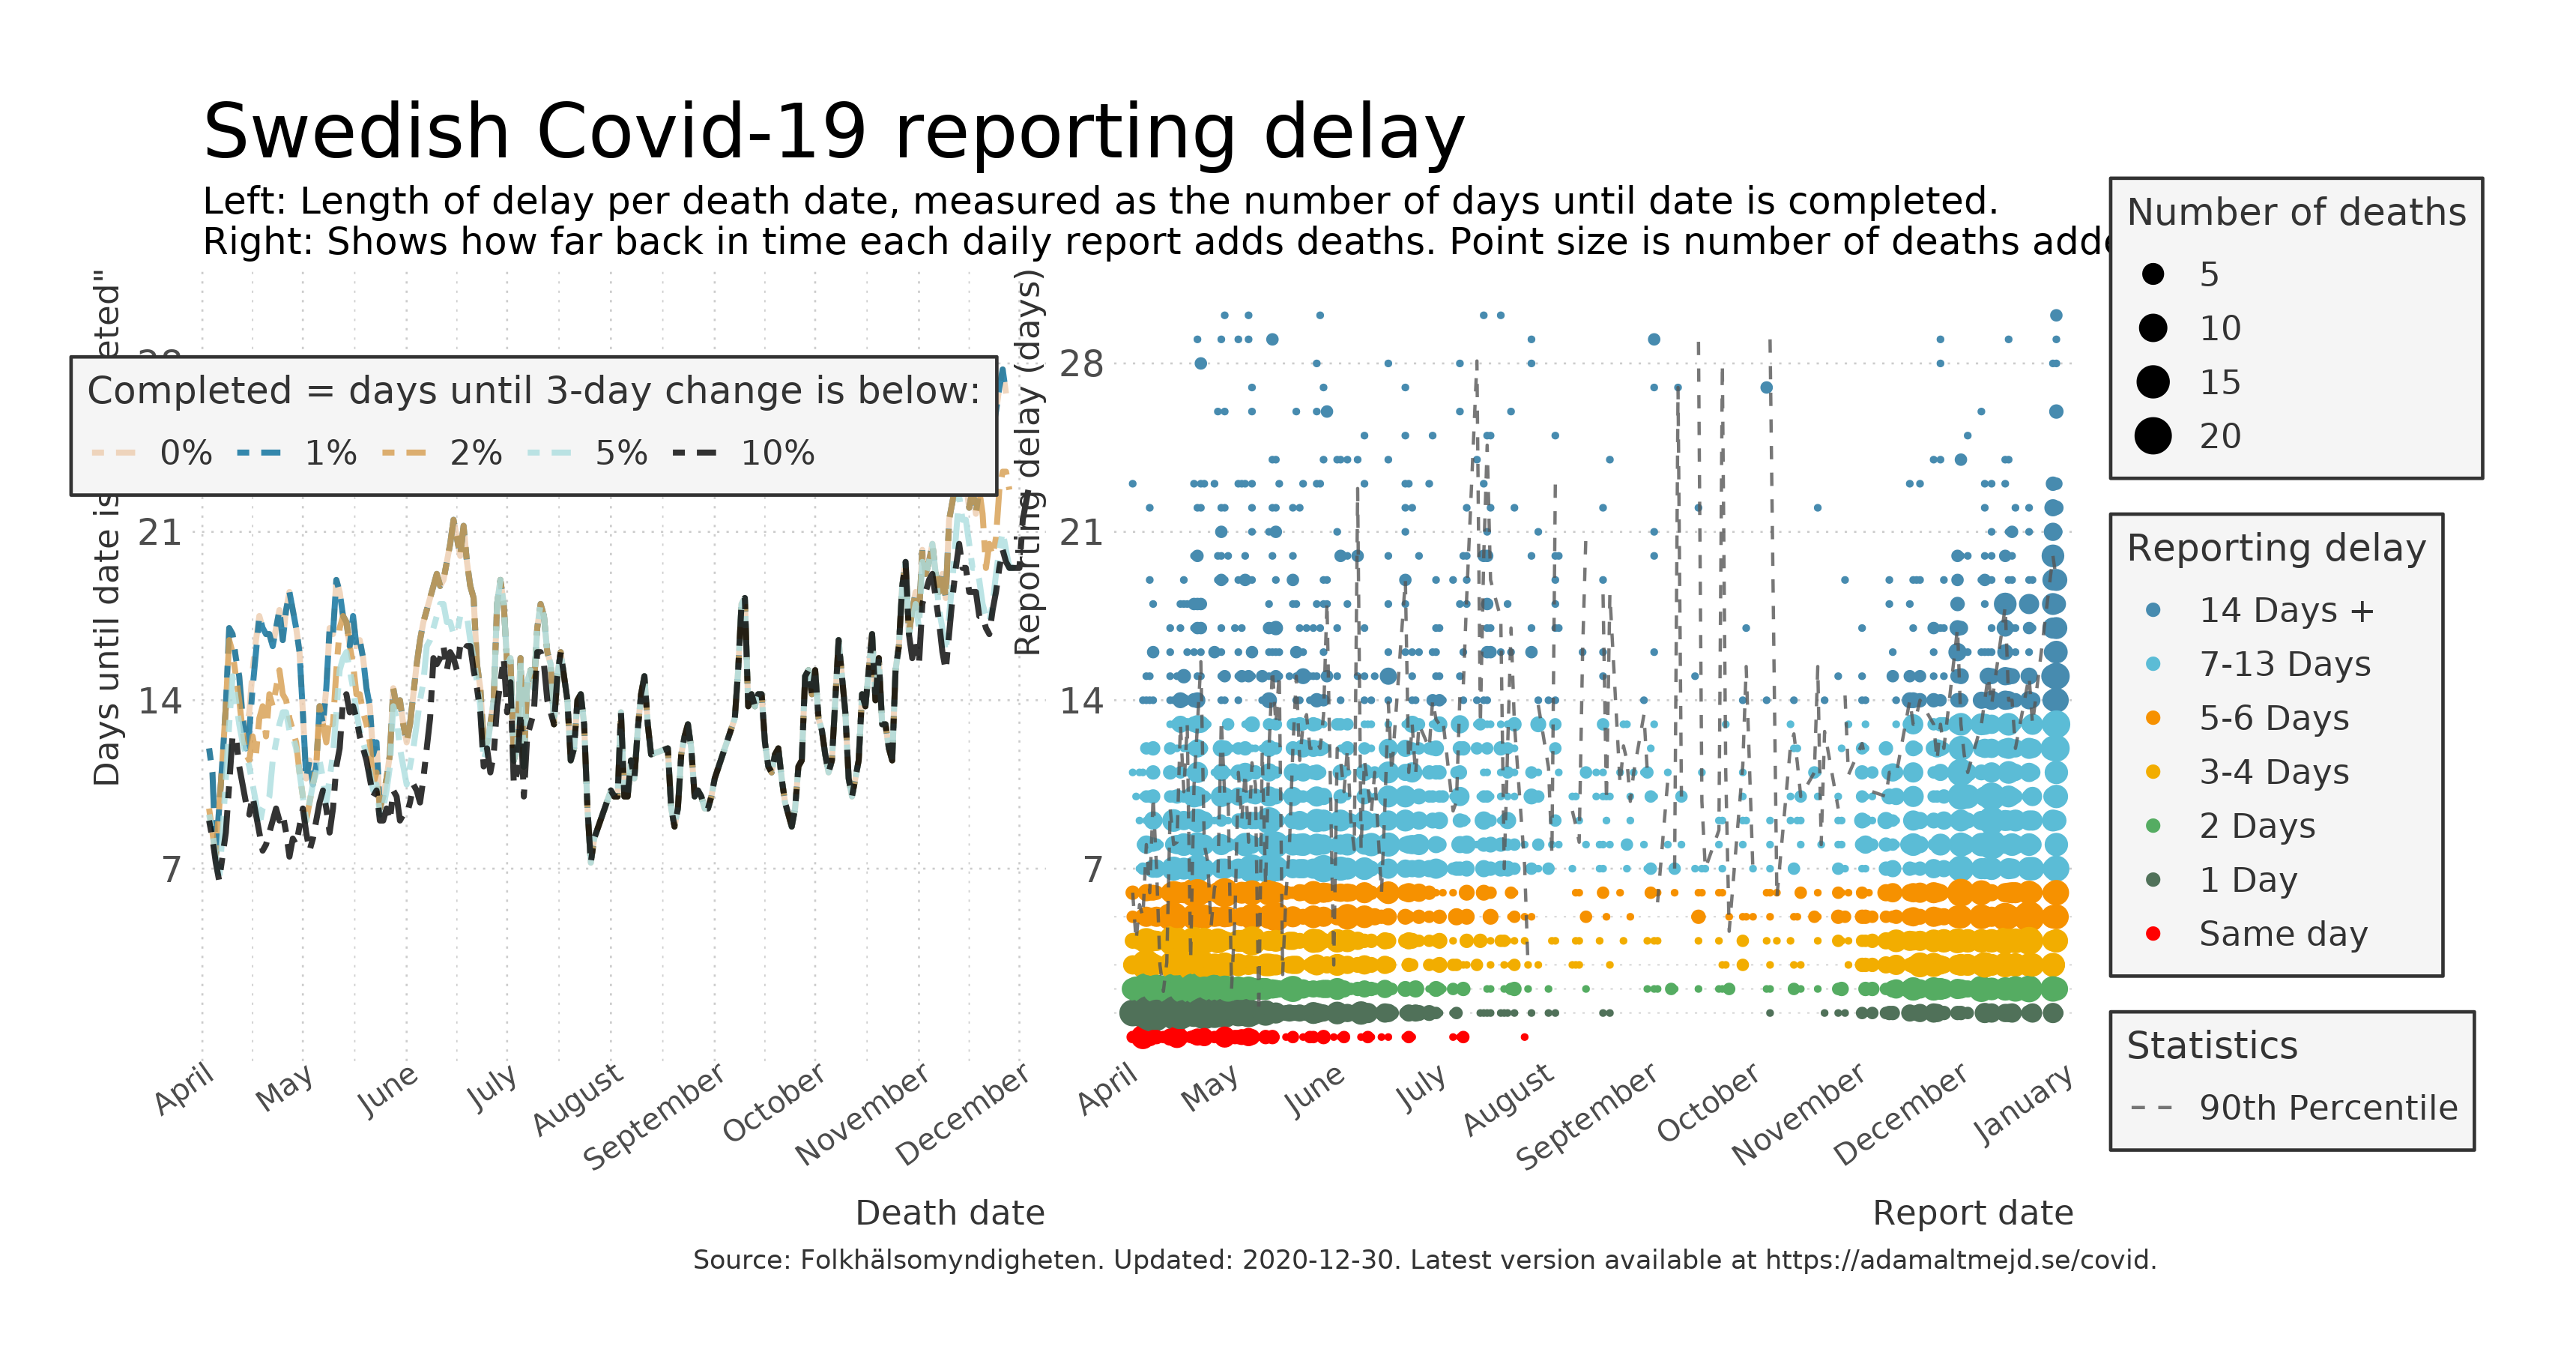 Swedish Covid-19 reporting delay
Left: Length of delay per death date, measured as the number of days until date is completed.
Right: Shows how far back in time each daily report adds deaths. Point size is number of deaths
Days until date is
21
14
7
Completed = days until 3-day change is below:
0% 1% 2% 5% 10%
April May June July August September October November December
Death date
Reporting delay (days)
28
21
14
7
April May June July August September October November December January
Report date
Number of deaths
5
10
15
20
Reporting delay
14 Days +
7-13 Days
5-6 Days
3-4 Days
2 Days
1 Day
Same day
Statistics
90th Percentile
Source: Folkhälsomyndigheten. Updated: 2020-12-30. Latest version available at https://adamaltmejd.se/covid.